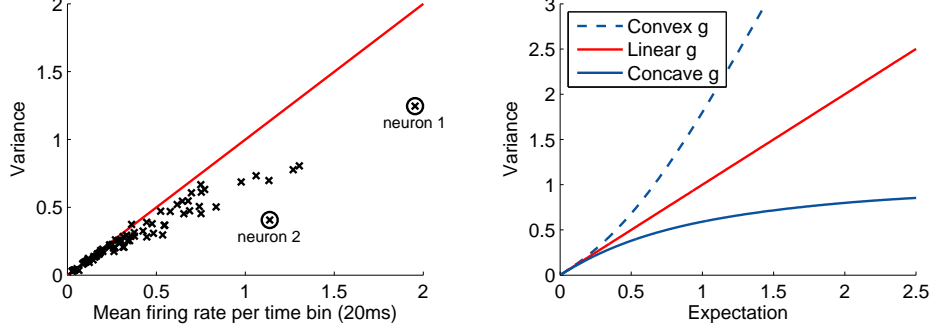 2
1.5
1
0.5
0
Variance
neuron 1
neuron 2
0
0.5
1
1.5
2
Mean firing rate per time bin (20ms)
3
2.5
2
1.5
1
0.5
0
Variance
Convex g
Linear g
Concave g
0
0.5
1
1.5
2
2.5
Expectation